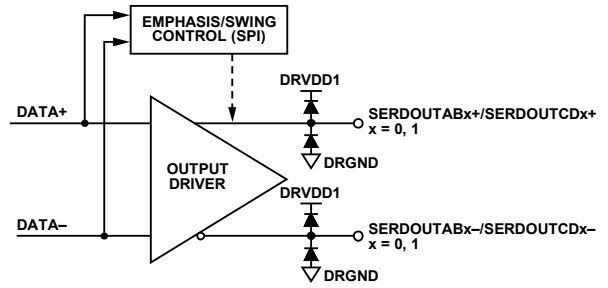 EMPHASIS/SWING
CONTROL (SPI)
DRVDD1
DATA+
SERDOUTABx+/SERDOUTCDx+
x = 0, 1
DRGND
OUTPUT
DRIVER
DRVDD1
DATA–
SERDOUTABx–/SERDOUTCDx–
x = 0, 1
DRGND